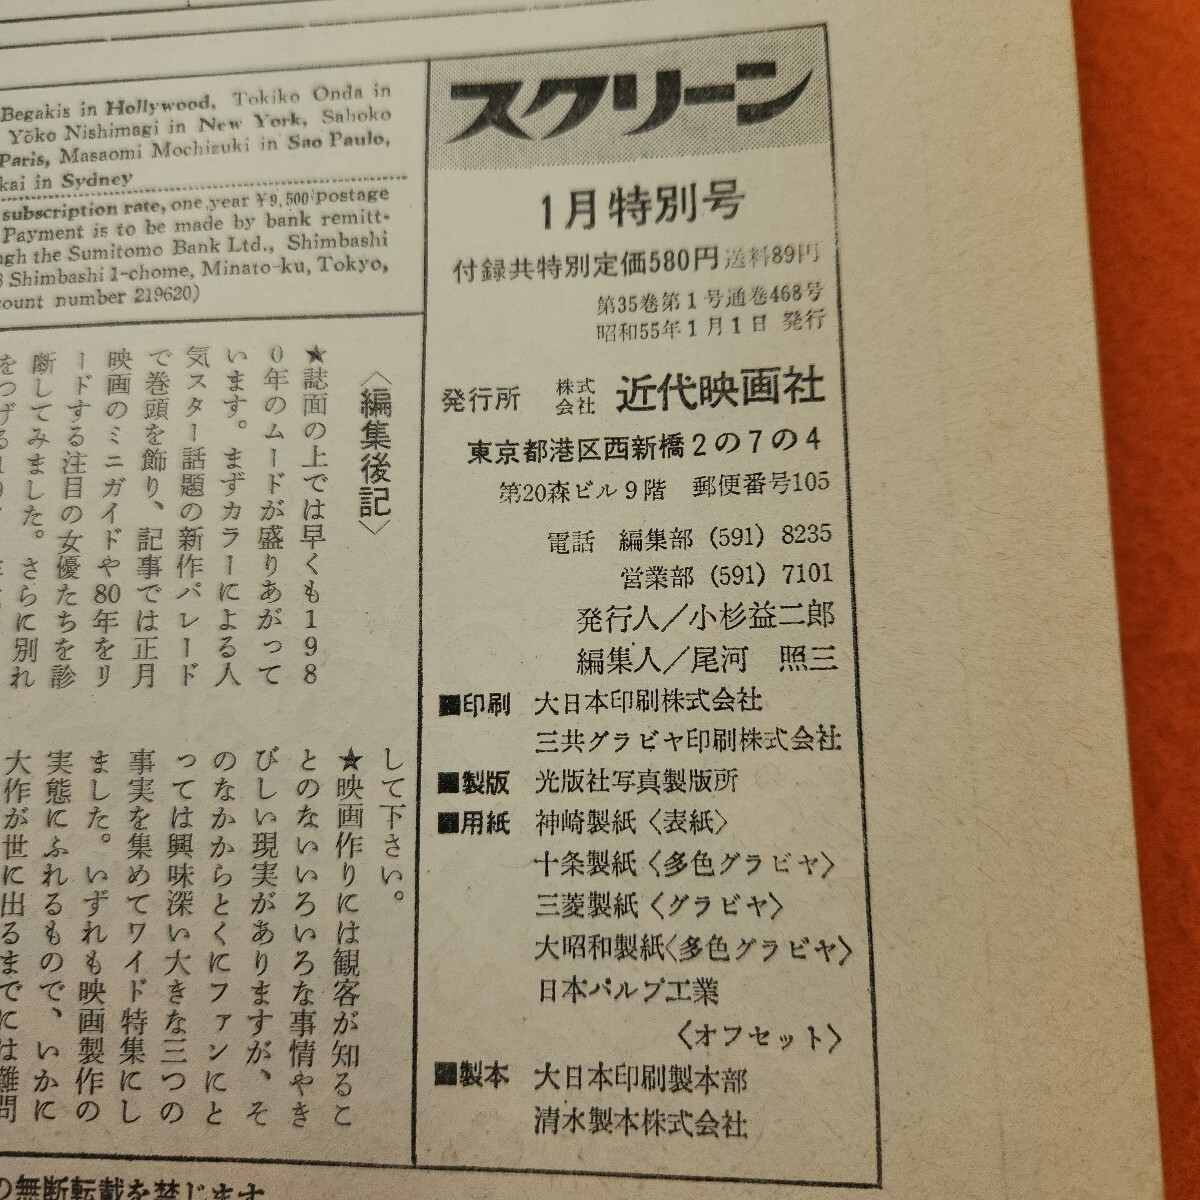 Begakis in Hollywood, Tokiko Onda in
Yōko Nishimagi in New York, Sahoko
Paris, Masaomi Mochizuki in Sao Paulo,
kai in Sydney
subscription rate, one year ¥9,500 postage
Payment is to be made by bank remitt-
gh the Sumitomo Bank Ltd., Shimbashi
8 Shimbashi 1-chome, Minato-ku, Tokyo,
count number 219620)
スクリーン
1月特別号
付録共特別定価580円 送料89円
第35巻第1号通巻468号
昭和55年1月1日 発行
発行所 株式会社 近代映画社
東京都港区西新橋2の7の4
第20森ビル9階 郵便番号105
電話 編集部 (591) 8235
営業部 (591) 7101
発行人／小杉益二郎
編集人／尾河 照三
■印刷 大日本印刷株式会社
三共グラビヤ印刷株式会社
■製版 光版社写真製版所
■用紙 神崎製紙〈表紙〉
十条製紙〈多色グラビヤ〉
三菱製紙〈グラビヤ〉
大昭和製紙〈多色グラビヤ〉
日本パルプ工業
〈オフセット〉
■製本 大日本印刷製本部
清水製本株式会社
〈編集後記〉
★誌面の上では早くも198
0年のムードが盛りあがって
います。まずカラーによる人
気スター話題の新作パレード
で巻頭を飾り、記事では正月
映画のミニガイドや80年をリ
ードする注目の女優たちを診
断してみました。さらに別れ
をつげる197
して下さい。
★映画作りには観客が知るこ
とのないいろいろな事情やき
びしい現実がありますが、そ
のなかからとくにファンにと
っては興味深い大きな三つの
事実を集めてワイド特集にし
ました。いずれも映画製作の
実態にふれるもので、いかに
大作が世に出るまでには難問
の無断転載を禁じます